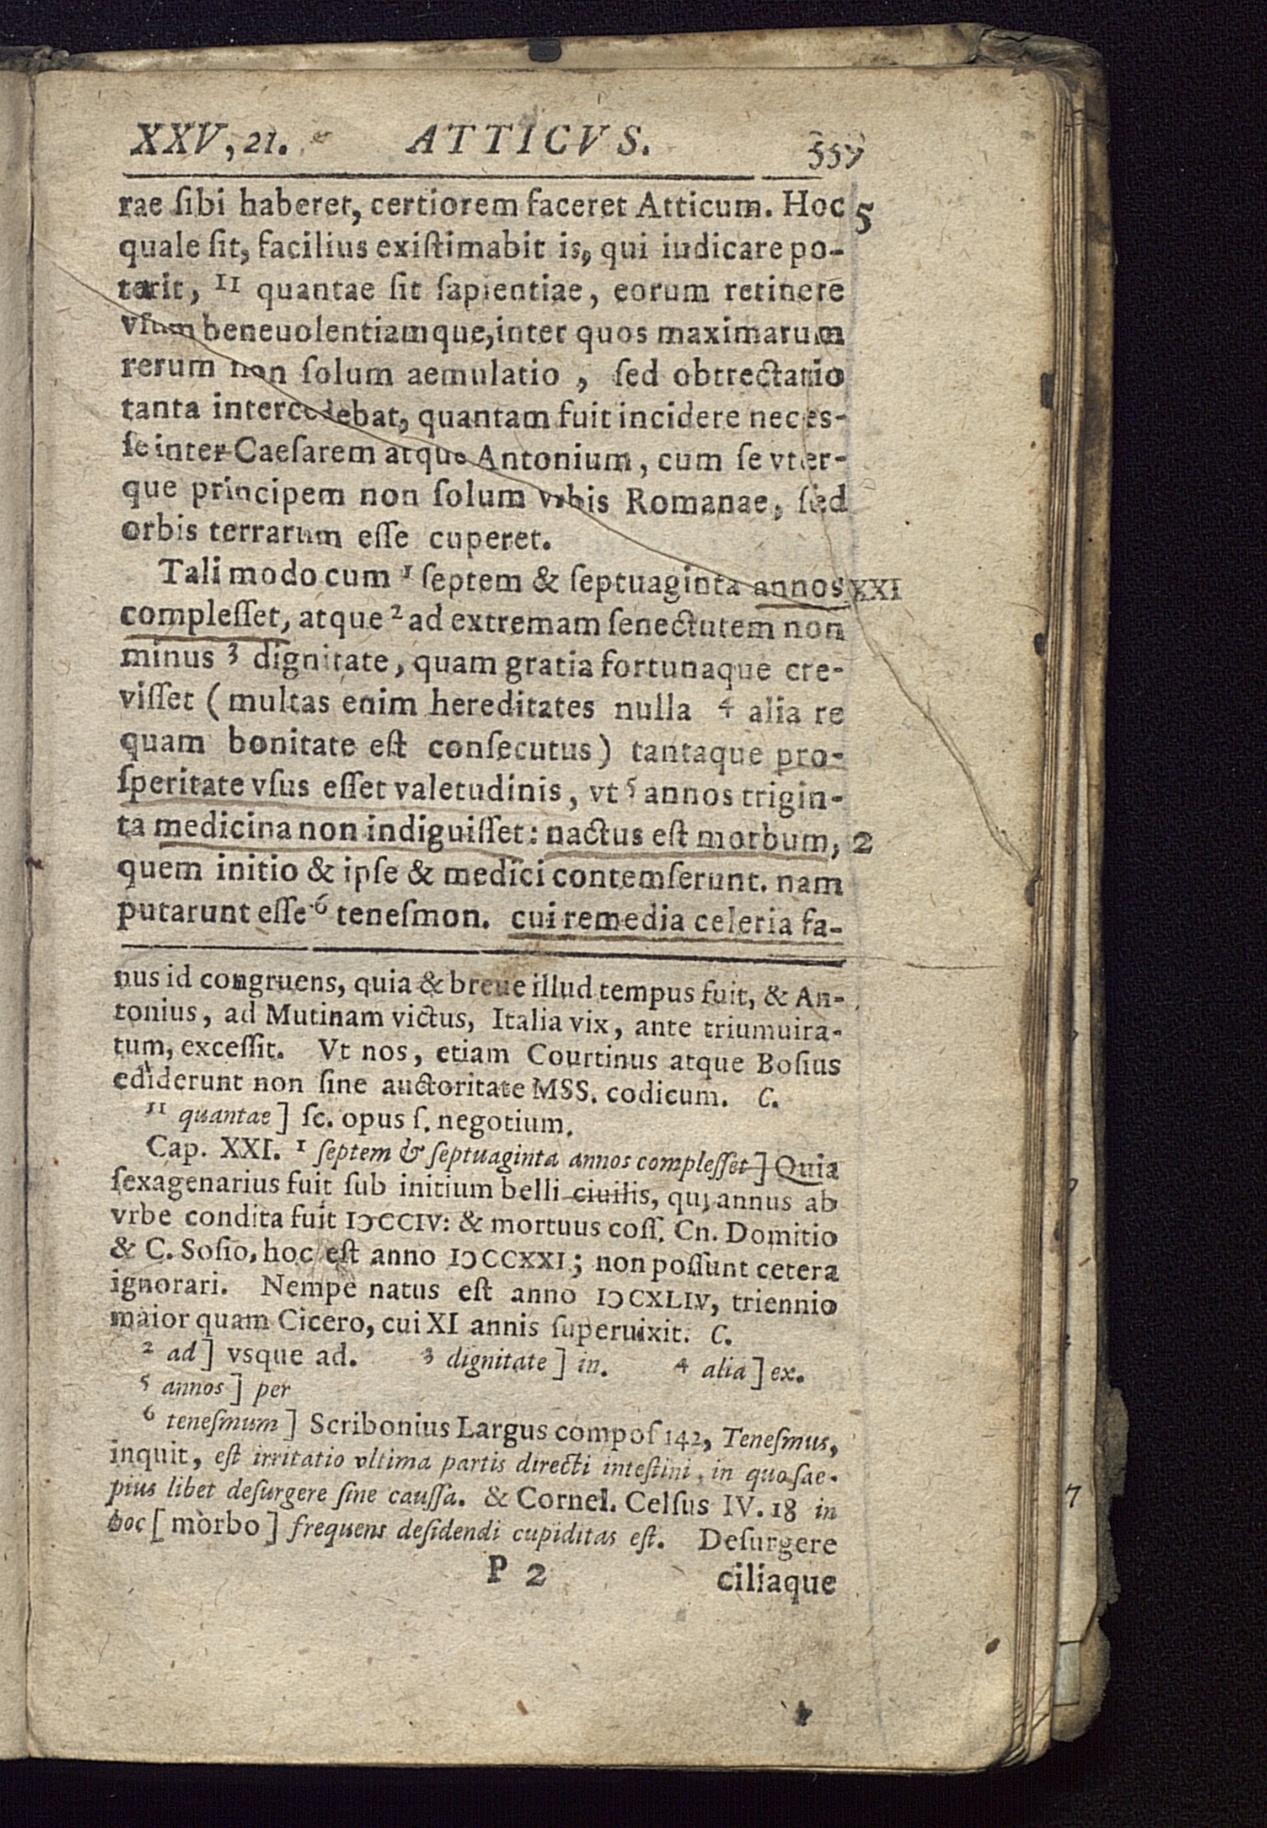 XXV, 21. ATTICVS. 557
rae ſibi haberet, certiorem faceret Atticum. Hoc 5
quale ſit, facilius exiſtimabit is, qui iudicare po-
terit, 11 quantae ſit ſapientiae, eorum retinere
vſum beneuolentiamque, inter quos maximarum
rerum non ſolum aemulatio, ſed obtrectatio
tanta intercedebat, quantam fuit incidere neceſ-
ſe inter Caeſarem atque Antonium, cum ſe vter-
que principem non ſolum vrbis Romanae, ſed
orbis terrarum eſſe cuperet.
Tali modo cum 1 ſeptem & ſeptuaginta annos XXI
compleſſet, atque 2 ad extremam ſenectutem non
minus 3 dignitate, quam gratia fortunaque cre-
viſſet (multas enim hereditates nulla 4 alia re
quam bonitate eſt conſecutus) tantaque pro-
ſperitate vſus eſſet valetudinis, vt 5 annos trigin-
ta medicina non indiguiſſet: nactus eſt morbum, 2
quem initio & ipſe & medici contemſerunt. nam
putarunt eſſe 6 teneſmon. cui remedia celeria fa-
nus id congruens, quia & breue illud tempus fuit, & An-
tonius, ad Mutinam victus, Italia vix, ante triumuira-
tum, exceſſit. Vt nos, etiam Courtinus atque Boſius
ediderunt non ſine auctoritate MSS. codicum. C.
11 quantae] ſc. opus ſ. negotium.
Cap. XXI. 1 ſeptem & ſeptuaginta annos compleſſet] Quia
ſexagenarius fuit ſub initium belli ciuilis, qui annus ab
vrbe condita fuit IƆCCIV: & mortuus coſſ. Cn. Domitio
& C. Soſio, hoc eſt anno IƆCCXXI; non poſſunt cetera
ignorari. Nempe natus eſt anno IƆCXLIV, triennio
maior quam Cicero, cui XI annis ſuperuixit. C.
2 ad] vsque ad. 3 dignitate] in. 4 alia] ex.
5 annos] per
6 teneſmum] Scribonius Largus compoſ 142, Teneſmus,
inquit, eſt irritatio vltima partis directi inteſtini, in quo ſae-
pius libet deſurgere ſine cauſſa. & Cornel. Celſus IV. 18 in
hoc [morbo] frequens deſidendi cupiditas eſt. Deſurgere
P 2 ciliaque